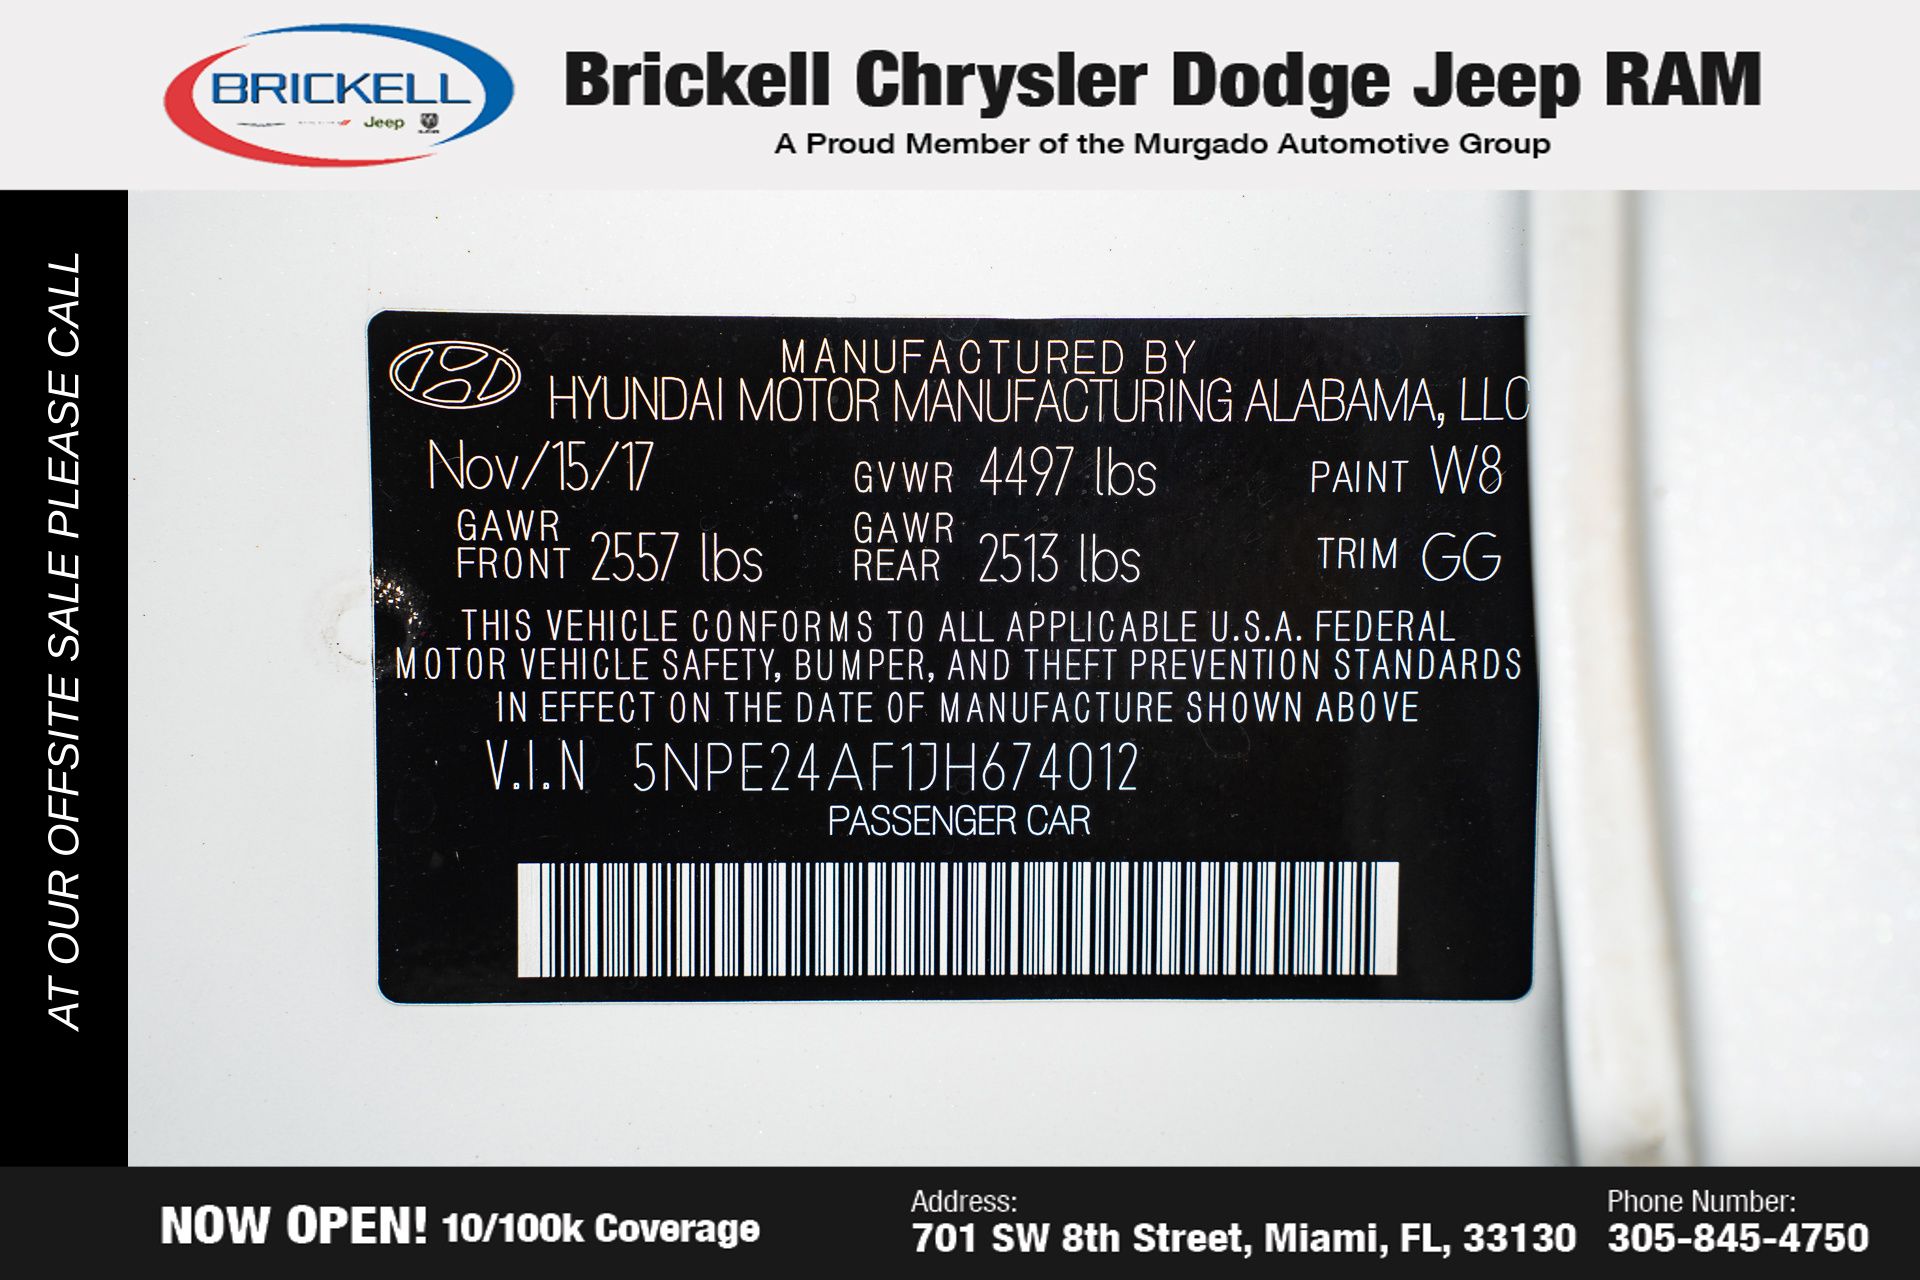 BRICKELL
Jeep
Brickell Chrysler Dodge Jeep RAM
A Proud Member of the Murgado Automotive Group
AT OUR OFFSITE SALE PLEASE CALL
MANUFACTURED BY
HYUNDAI MOTOR MANUFACTURING ALABAMA, LLC
Nov/15/17 GVWR 4497 lbs PAINT W8
GAWR FRONT 2557 lbs GAWR REAR 2513 lbs TRIM GG
THIS VEHICLE CONFORMS TO ALL APPLICABLE U.S.A. FEDERAL
MOTOR VEHICLE SAFETY, BUMPER, AND THEFT PREVENTION STANDARDS
IN EFFECT ON THE DATE OF MANUFACTURE SHOWN ABOVE
V.I.N 5NPE24AF1JH674012
PASSENGER CAR
NOW OPEN! 10/100k Coverage
Address:
701 SW 8th Street, Miami, FL, 33130
Phone Number:
305-845-4750